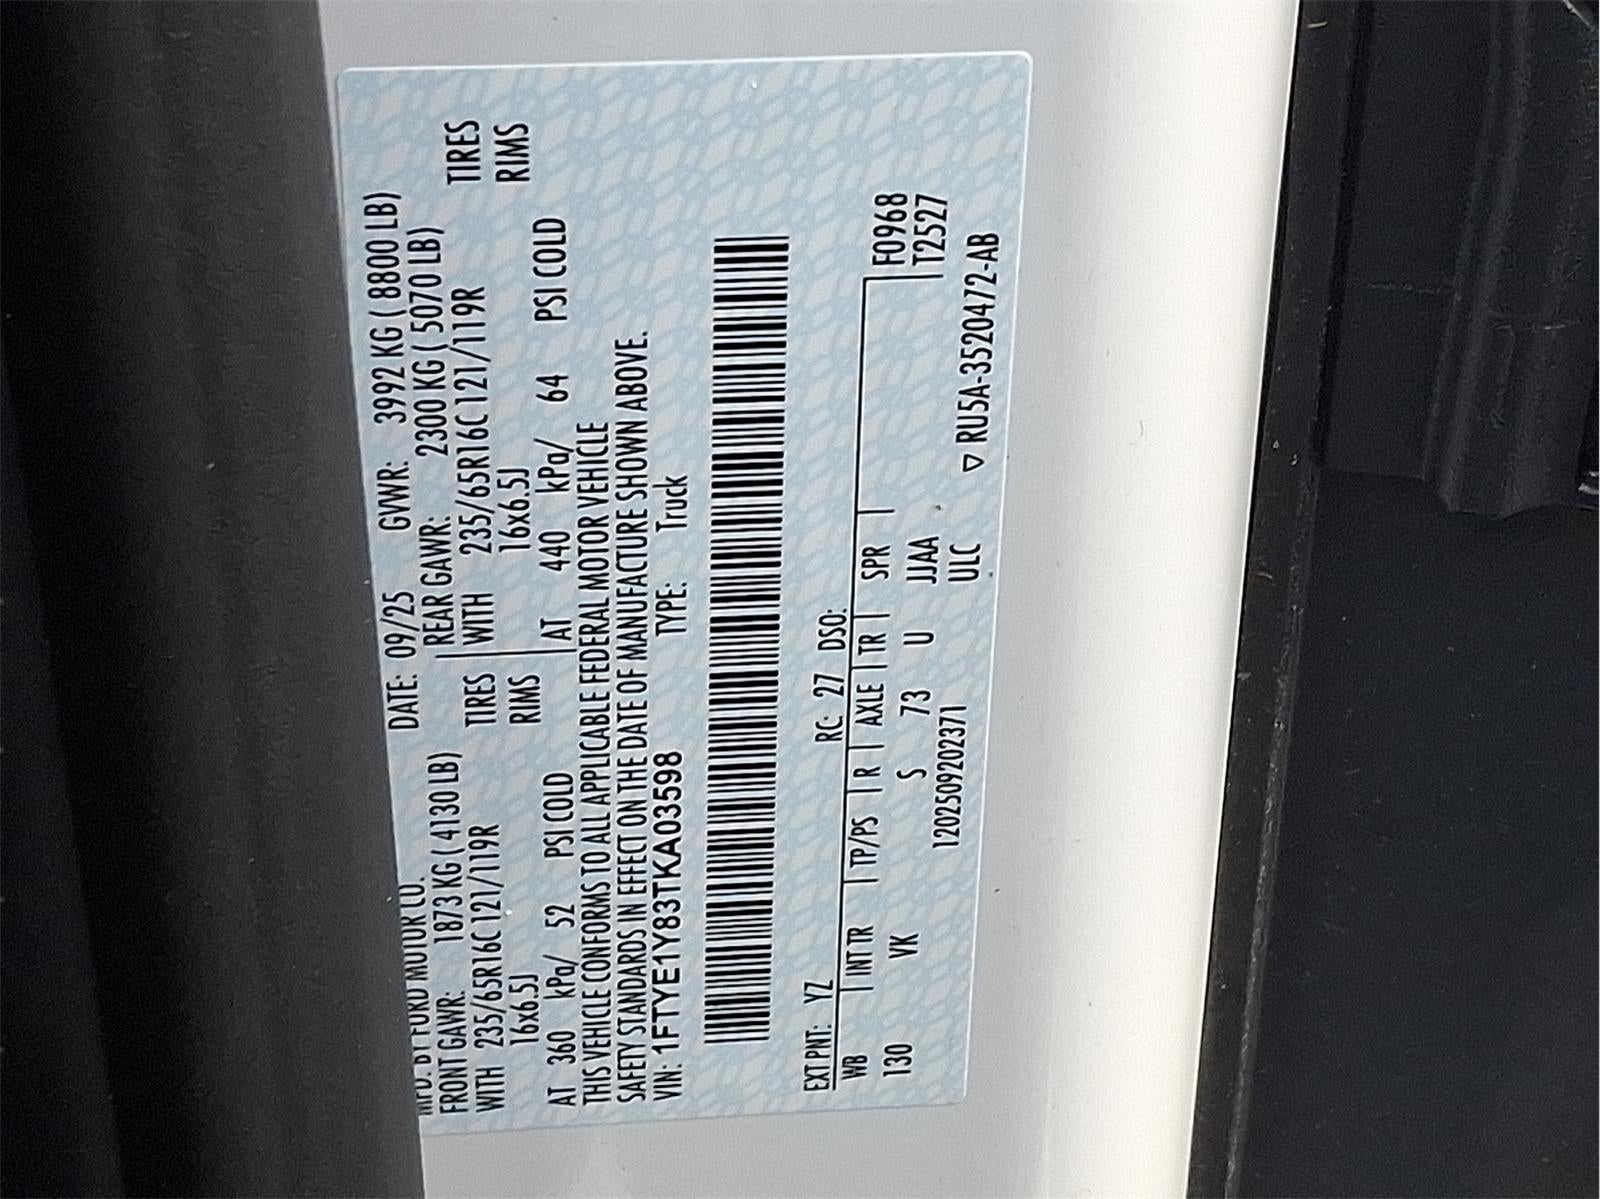 MFD. BY FORD MOTOR CO.
DATE: 09/25 GVWR: 3992 KG ( 8800 LB)
FRONT GAWR: 1873 KG ( 4130 LB) REAR GAWR: 2300 KG ( 5070 LB)
WITH 235/65R16C 121/119R TIRES WITH 235/65R16C 121/119R TIRES
16x6.5J RIMS 16x6.5J RIMS
AT 360 kPa/ 52 PSI COLD AT 440 kPa/ 64 PSI COLD
THIS VEHICLE CONFORMS TO ALL APPLICABLE FEDERAL MOTOR VEHICLE
SAFETY STANDARDS IN EFFECT ON THE DATE OF MANUFACTURE SHOWN ABOVE.
VIN: 1FTYE1Y83TKA03598 TYPE: Truck
EXT PNT: YZ RC: 27 DSO: F0968
WB INT TR TP/PS R AXLE TR SPR T2527
130 VK S 73 U JJAA
1202509202371 ULC
▽ RU5A-3520472-AB